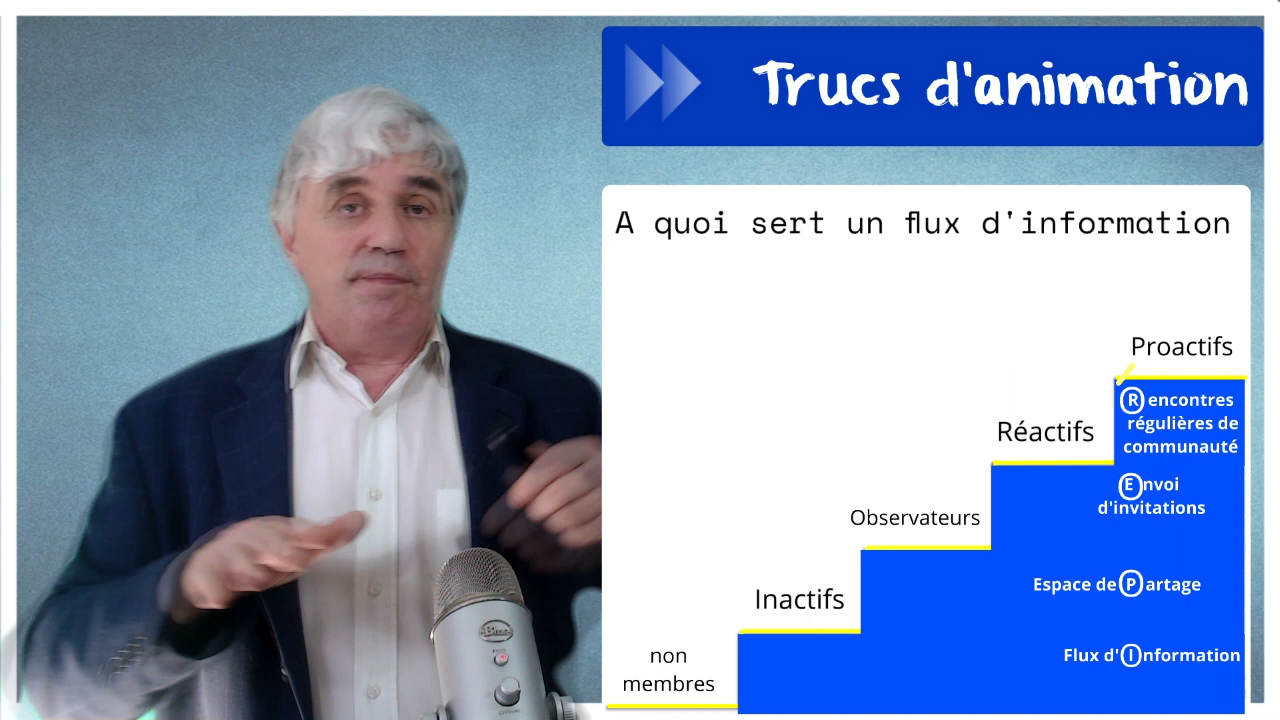 Trucs d'animation
A quoi sert un flux d'information
Proactifs
Rencontres
régulières de
communauté
Réactifs
Envoi
d'invitations
Observateurs
Espace de Partage
Inactifs
Flux d'Information
non
membres
Blue